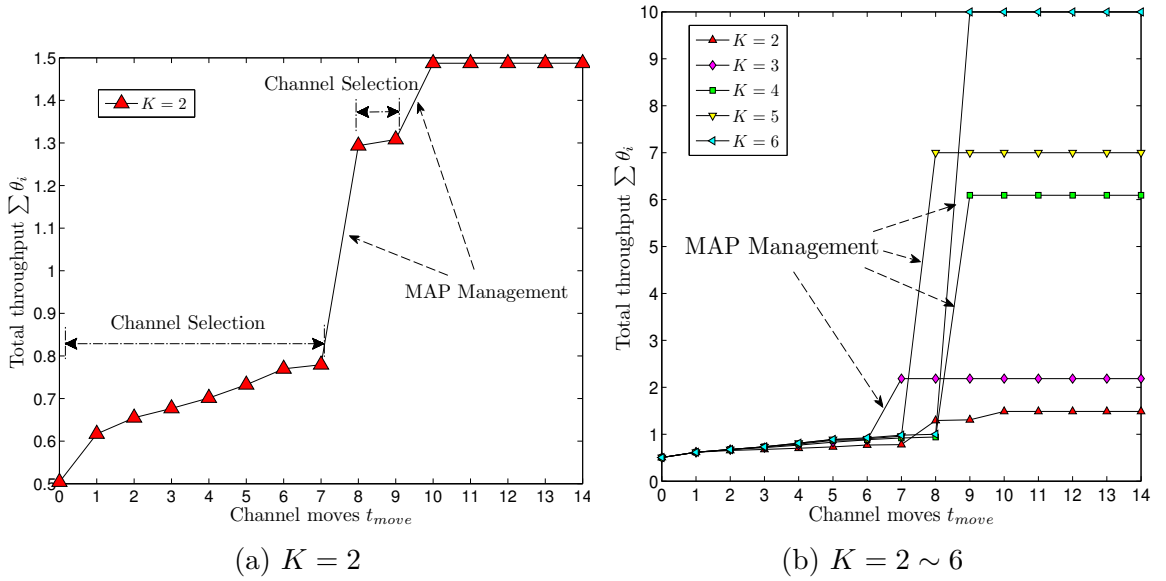 1.5
1.4
1.3
1.2
1.1
1
0.9
0.8
0.7
0.6
0.5
Total throughput ∑ θ_i
K = 2
Channel Selection
MAP Management
Channel Selection
0 1 2 3 4 5 6 7 8 9 10 11 12 13 14
Channel moves t_move
(a) K = 2
10
9
8
7
6
5
4
3
2
1
0
Total throughput ∑ θ_i
K = 2
K = 3
K = 4
K = 5
K = 6
MAP Management
0 1 2 3 4 5 6 7 8 9 10 11 12 13 14
Channel moves t_move
(b) K = 2 ∼ 6